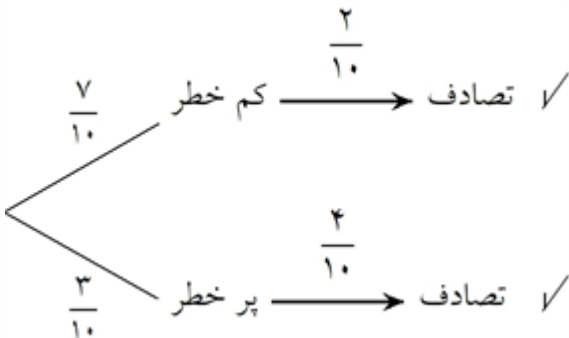 ۲/۱۰
۷/۱۰ کم خطر تصادف ✓
۳/۱۰ پر خطر ۴/۱۰ تصادف ✓